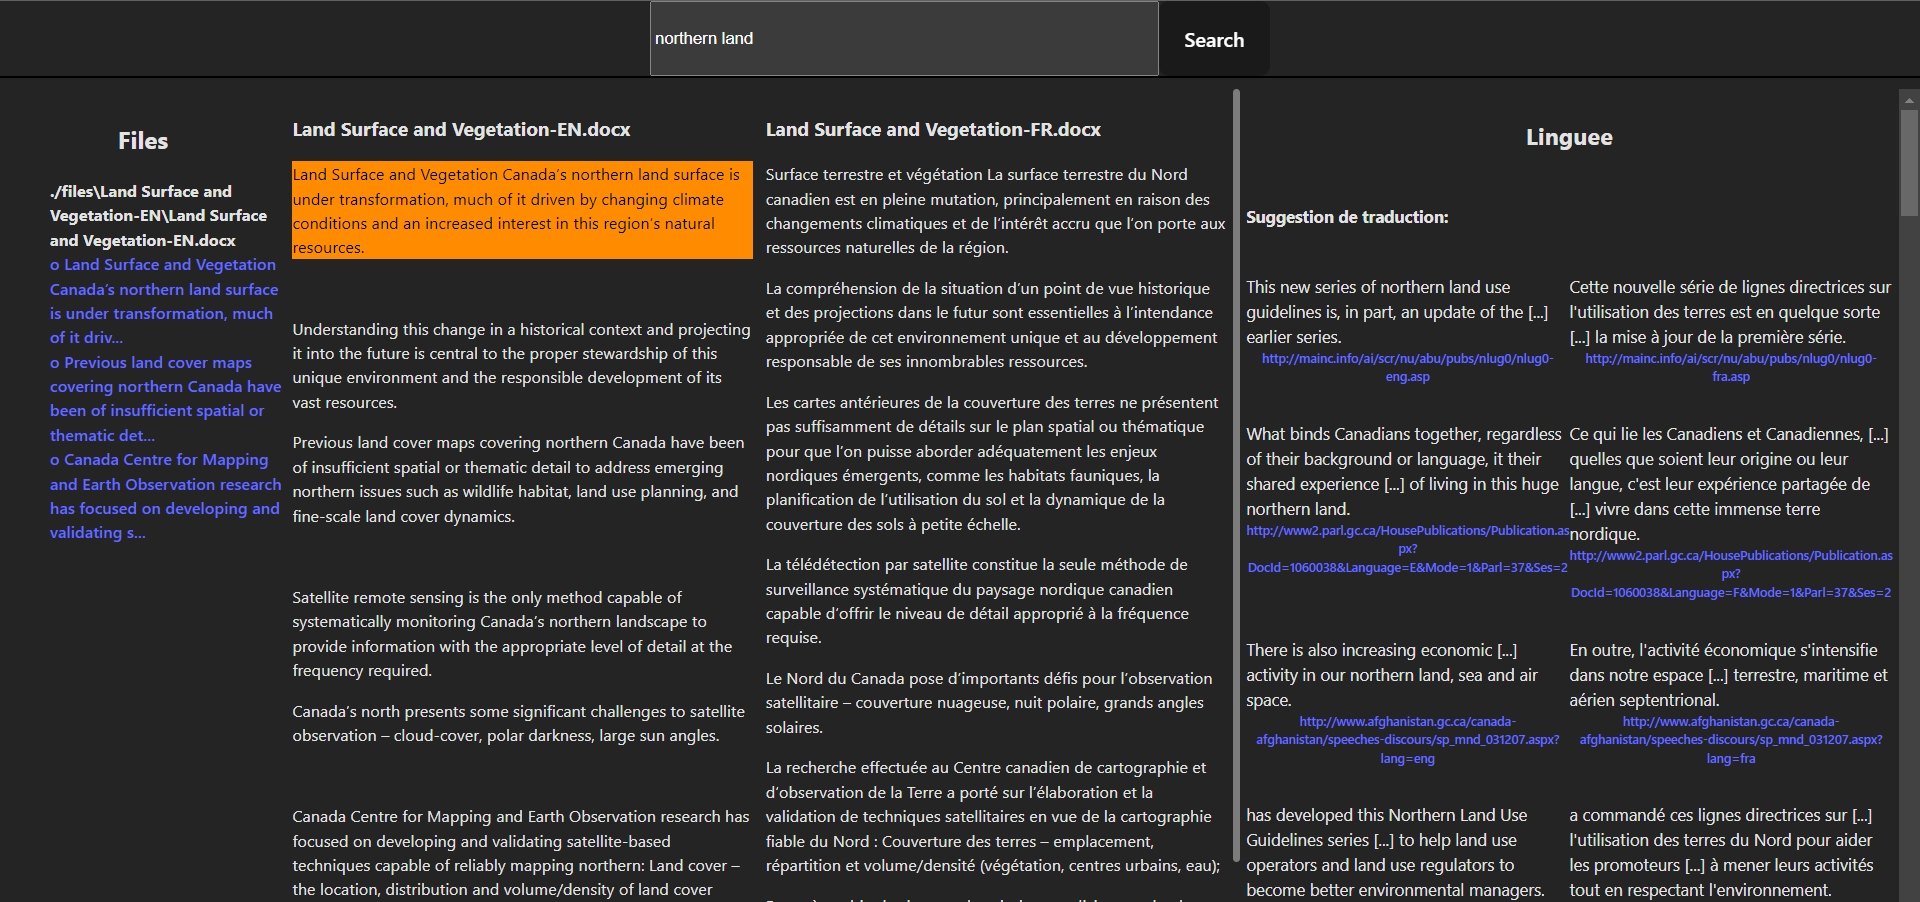 northern land
Search
Files
./files\Land Surface and
Vegetation-EN\Land Surface
and Vegetation-EN.docx
o Land Surface and Vegetation
Canada’s northern land surface
is under transformation, much
of it driv...
o Previous land cover maps
covering northern Canada have
been of insufficient spatial or
thematic det...
o Canada Centre for Mapping
and Earth Observation research
has focused on developing and
validating s...
Land Surface and Vegetation-EN.docx
Land Surface and Vegetation Canada’s northern land surface is
under transformation, much of it driven by changing climate
conditions and an increased interest in this region’s natural
resources.
Understanding this change in a historical context and projecting
it into the future is central to the proper stewardship of this
unique environment and the responsible development of its
vast resources.
Previous land cover maps covering northern Canada have been
of insufficient spatial or thematic detail to address emerging
northern issues such as wildlife habitat, land use planning, and
fine-scale land cover dynamics.
Satellite remote sensing is the only method capable of
systematically monitoring Canada’s northern landscape to
provide information with the appropriate level of detail at the
frequency required.
Canada’s north presents some significant challenges to satellite
observation – cloud-cover, polar darkness, large sun angles.
Canada Centre for Mapping and Earth Observation research has
focused on developing and validating satellite-based
techniques capable of reliably mapping northern: Land cover –
the location, distribution and volume/density of land cover
Land Surface and Vegetation-FR.docx
Surface terrestre et végétation La surface terrestre du Nord
canadien est en pleine mutation, principalement en raison des
changements climatiques et de l’intérêt accru que l’on porte aux
ressources naturelles de la région.
La compréhension de la situation d’un point de vue historique
et des projections dans le futur sont essentielles à l’intendance
appropriée de cet environnement unique et au développement
responsable de ses innombrables ressources.
Les cartes antérieures de la couverture des terres ne présentent
pas suffisamment de détails sur le plan spatial ou thématique
pour que l’on puisse aborder adéquatement les enjeux
nordiques émergents, comme les habitats fauniques, la
planification de l’utilisation du sol et la dynamique de la
couverture des sols à petite échelle.
La télédétection par satellite constitue la seule méthode de
surveillance systématique du paysage nordique canadien
capable d’offrir le niveau de détail approprié à la fréquence
requise.
Le Nord du Canada pose d’importants défis pour l’observation
satellitaire – couverture nuageuse, nuit polaire, grands angles
solaires.
La recherche effectuée au Centre canadien de cartographie et
d’observation de la Terre a porté sur l’élaboration et la
validation de techniques satellitaires en vue de la cartographie
fiable du Nord : Couverture des terres – emplacement,
répartition et volume/densité (végétation, centres urbains, eau);
Linguee
Suggestion de traduction:
This new series of northern land use
guidelines is, in part, an update of the [...]
earlier series.
http://mainc.info/ai/scr/nu/abu/pubs/nlug0/nlug0-
eng.asp
Cette nouvelle série de lignes directrices sur
l'utilisation des terres est en quelque sorte
[...] la mise à jour de la première série.
http://mainc.info/ai/scr/nu/abu/pubs/nlug0/nlug0-
fra.asp
What binds Canadians together, regardless
of their background or language, it their
shared experience [...] of living in this huge
northern land.
http://www2.parl.gc.ca/HousePublications/Publication.as
px?
DocId=1060038&Language=E&Mode=1&Parl=37&Ses=2
Ce qui lie les Canadiens et Canadiennes, [...]
quelles que soient leur origine ou leur
langue, c'est leur expérience partagée de
[...] vivre dans cette immense terre
nordique.
http://www2.parl.gc.ca/HousePublications/Publication.as
px?
DocId=1060038&Language=F&Mode=1&Parl=37&Ses=2
There is also increasing economic [...]
activity in our northern land, sea and air
space.
http://www.afghanistan.gc.ca/canada-
afghanistan/speeches-discours/sp_mnd_031207.aspx?
lang=eng
En outre, l'activité économique s'intensifie
dans notre espace [...] terrestre, maritime et
aérien septentrional.
http://www.afghanistan.gc.ca/canada-
afghanistan/speeches-discours/sp_mnd_031207.aspx?
lang=fra
has developed this Northern Land Use
Guidelines series [...] to help land use
operators and land use regulators to
become better environmental managers.
a commandé ces lignes directrices sur [...]
l'utilisation des terres du Nord pour aider
les promoteurs [...] à mener leurs activités
tout en respectant l'environnement.